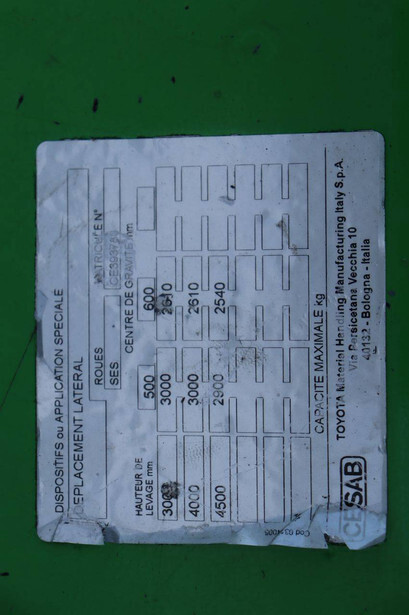 DISPOSITIFS OU APPLICATION SPECIALE
DEPLACEMENT LATERAL
ROUES
SES
CENTRE DE GRAVITE mm
HAUTEUR DE
LEVAGE mm
500 600
3000 3000 2610
4000 3000 2610
4500 2900 2540
CAPACITE MAXIMALE kg
CESAB
TOYOTA Material Handling Manufacturing Italy S.p.A.
Via Persicetana Vecchia 10
40132 - Bologna - Italia